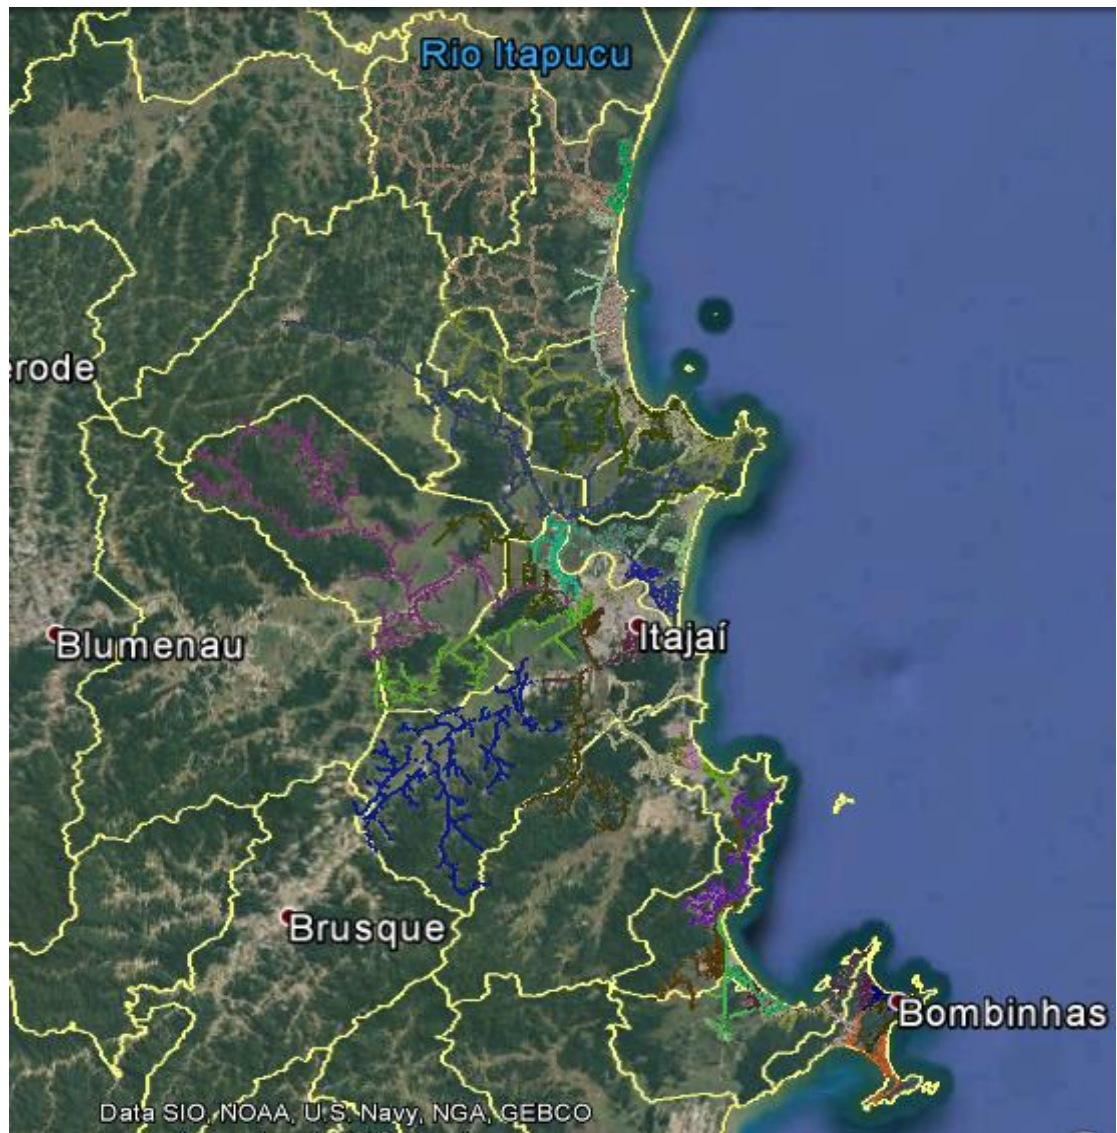 Rio Itapucu
erode
Blumenau
Itajaí
Brusque
Bombinhas
Data SIO, NOAA, U.S. Navy, NGA, GEBCO